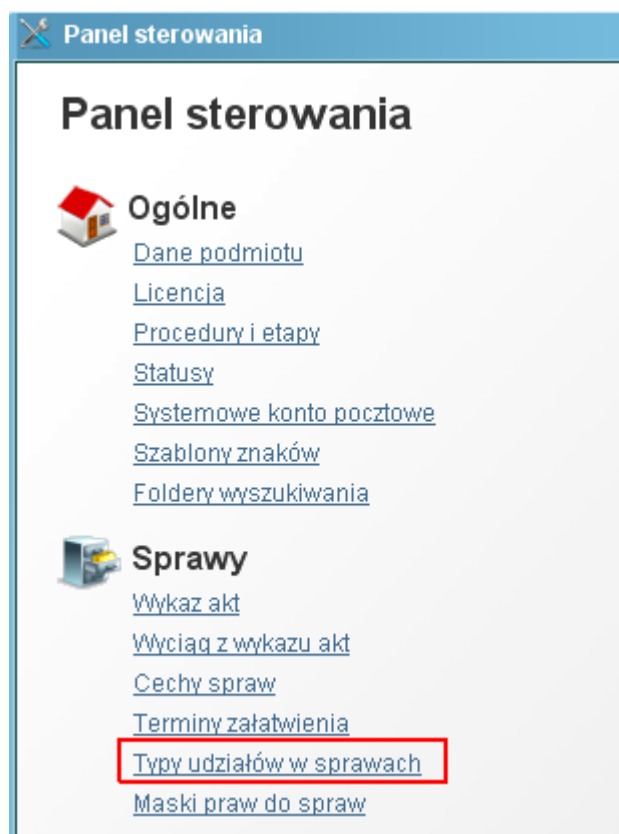 Panel sterowania
Panel sterowania
Ogólne
Dane podmiotu
Licencja
Procedury i etapy
Statusy
Systemowe konto pocztowe
Szablony znaków
Foldery wyszukiwania
Sprawy
Wykaz akt
Wyciąg z wykazu akt
Cechy spraw
Terminy załatwienia
Typy udziałów w sprawach
Maski praw do spraw